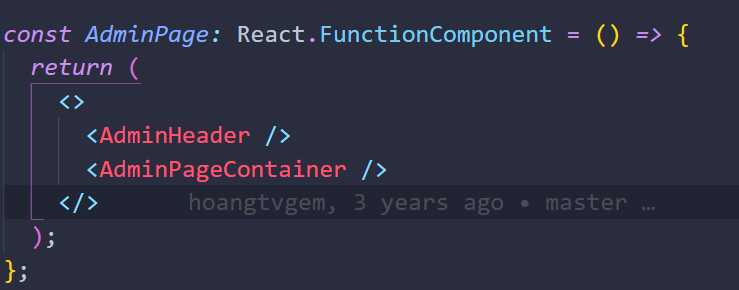 const AdminPage: React.FunctionComponent = () => {
return (
<>
<AdminHeader />
<AdminPageContainer />
</> hoangtvgem, 3 years ago • master …
);
};